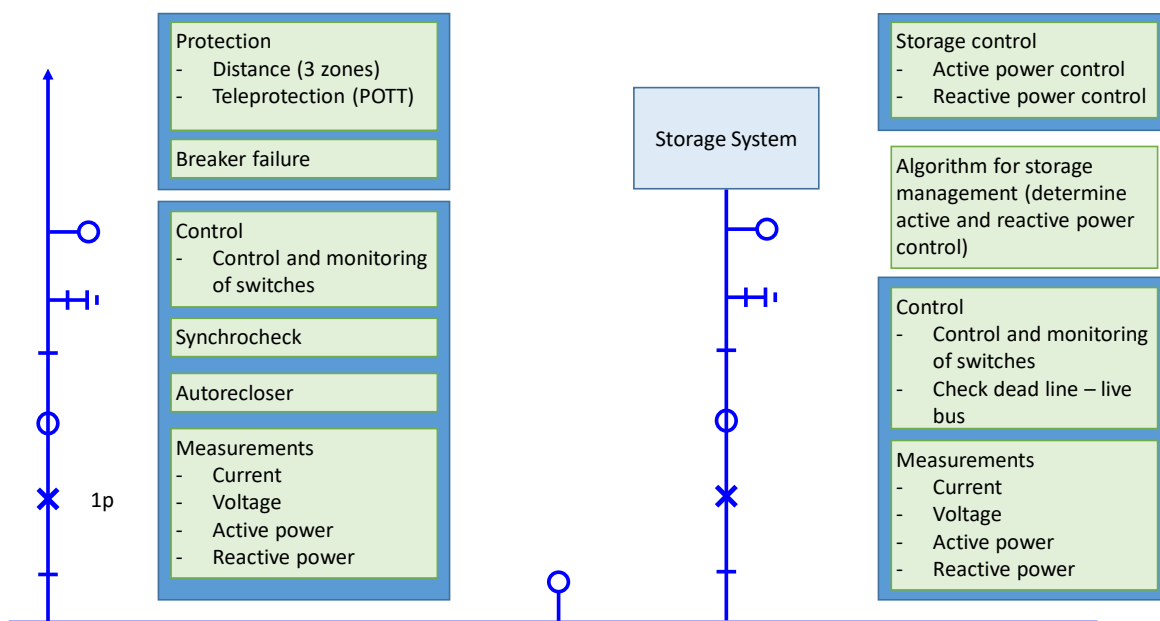 Protection
- Distance (3 zones)
- Teleprotection (POTT)
Breaker failure
Control
- Control and monitoring
of switches
Synchrocheck
Autorecloser
Measurements
- Current
- Voltage
- Active power
- Reactive power
1p
Storage System
Storage control
- Active power control
- Reactive power control
Algorithm for storage
management (determine
active and reactive power
control)
Control
- Control and monitoring
of switches
- Check dead line – live
bus
Measurements
- Current
- Voltage
- Active power
- Reactive power